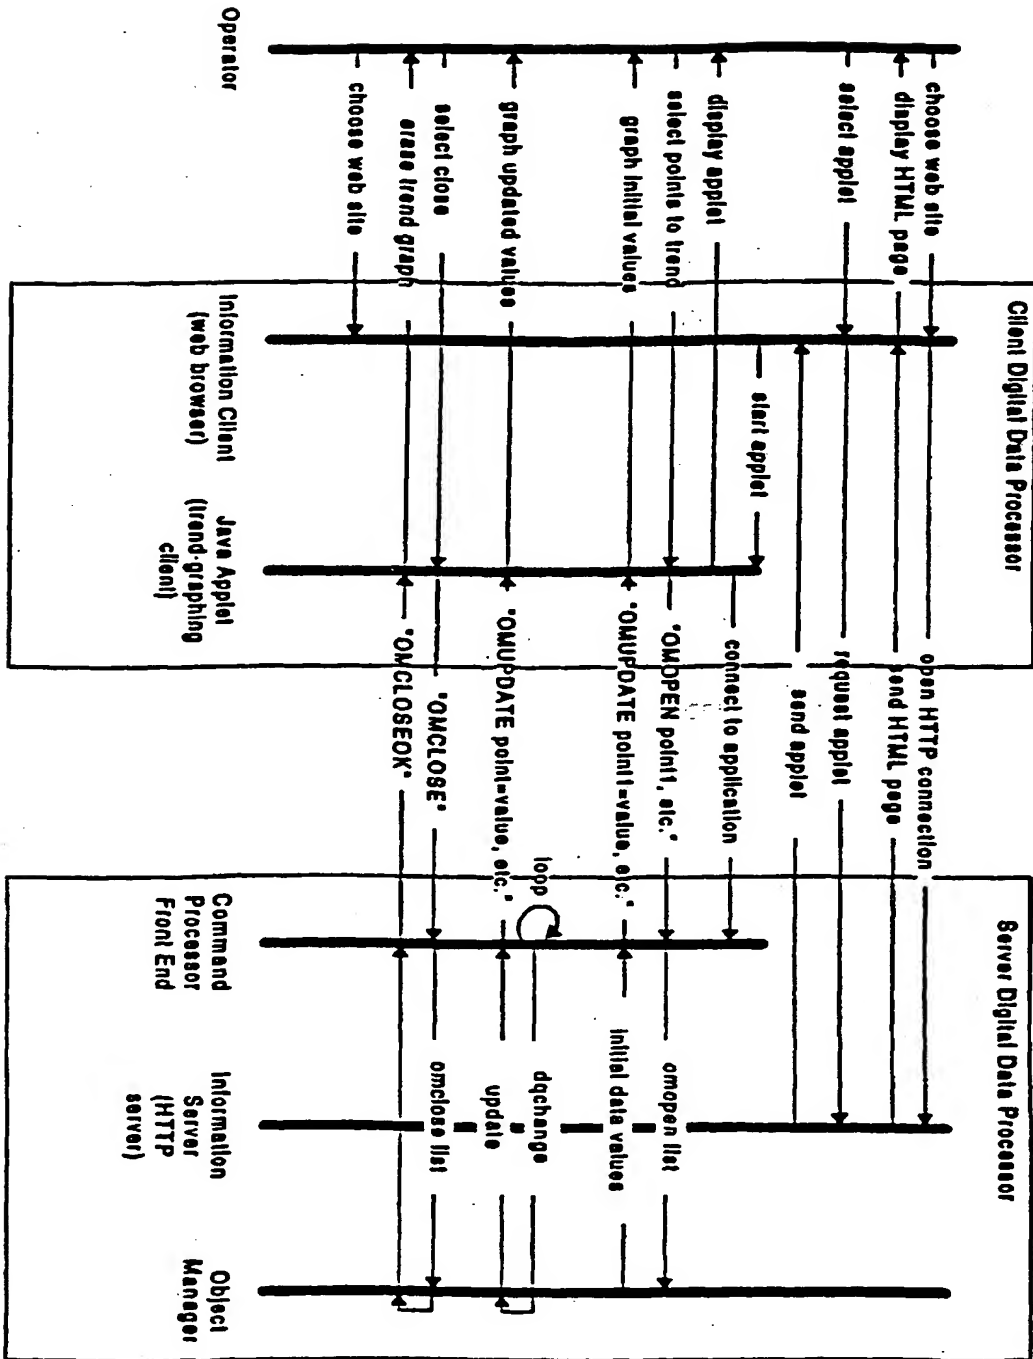 Client Digital Data Processor
Server Digital Data Processor
choose web site
open HTTP connection
display HTML page
send HTML page
select applet
request applet
send applet
start applet
connect to application
display applet
select points to trend
"OMOPEN point1, etc."
omopen list
graph initial values
"OMUPDATE point1=value, etc."
initial data values
loop
dqchange
graph updated values
"OMUPDATE point=value, etc."
update
select close
"OMCLOSE"
omclose list
erase trend graph
"OMCLOSEOK"
choose web site
Operator
Information Client
(web browser)
Java Applet
(trend-graphing
client)
Command
Processor
Front End
Information
Server
(HTTP
server)
Object
Manager